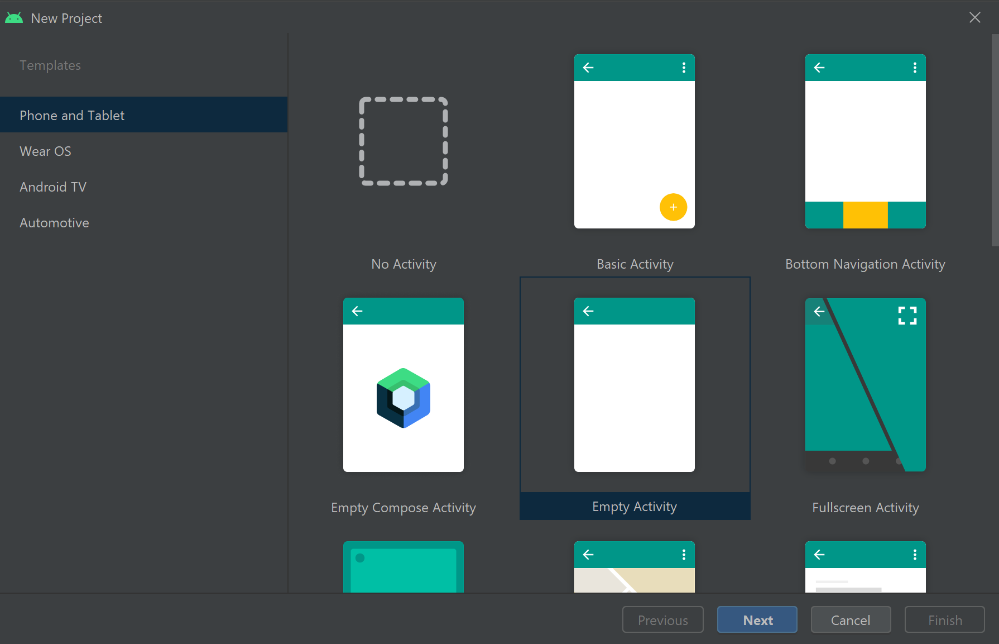 New Project
Templates
Phone and Tablet
Wear OS
Android TV
Automotive
No Activity
Basic Activity
Bottom Navigation Activity
Empty Compose Activity
Empty Activity
Fullscreen Activity
Previous
Next
Cancel
Finish